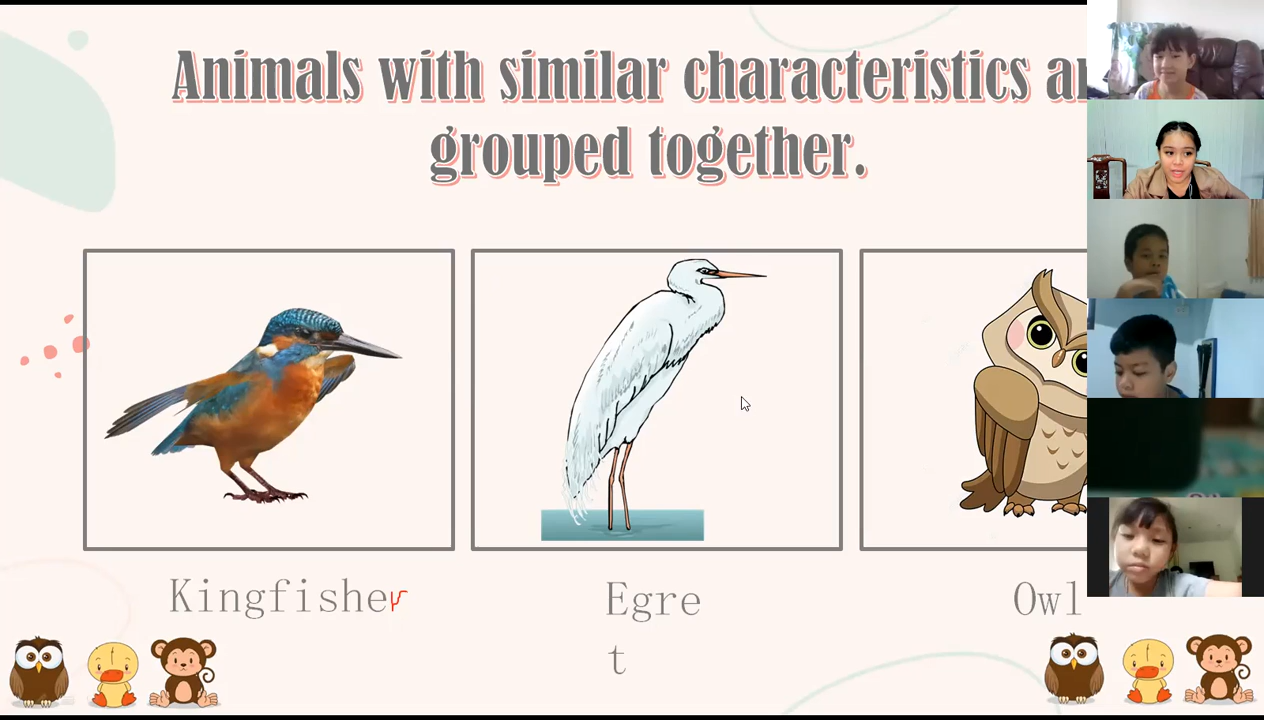 Animals with similar characteristics a
grouped together.
Kingfisher
Egre
t
Owl